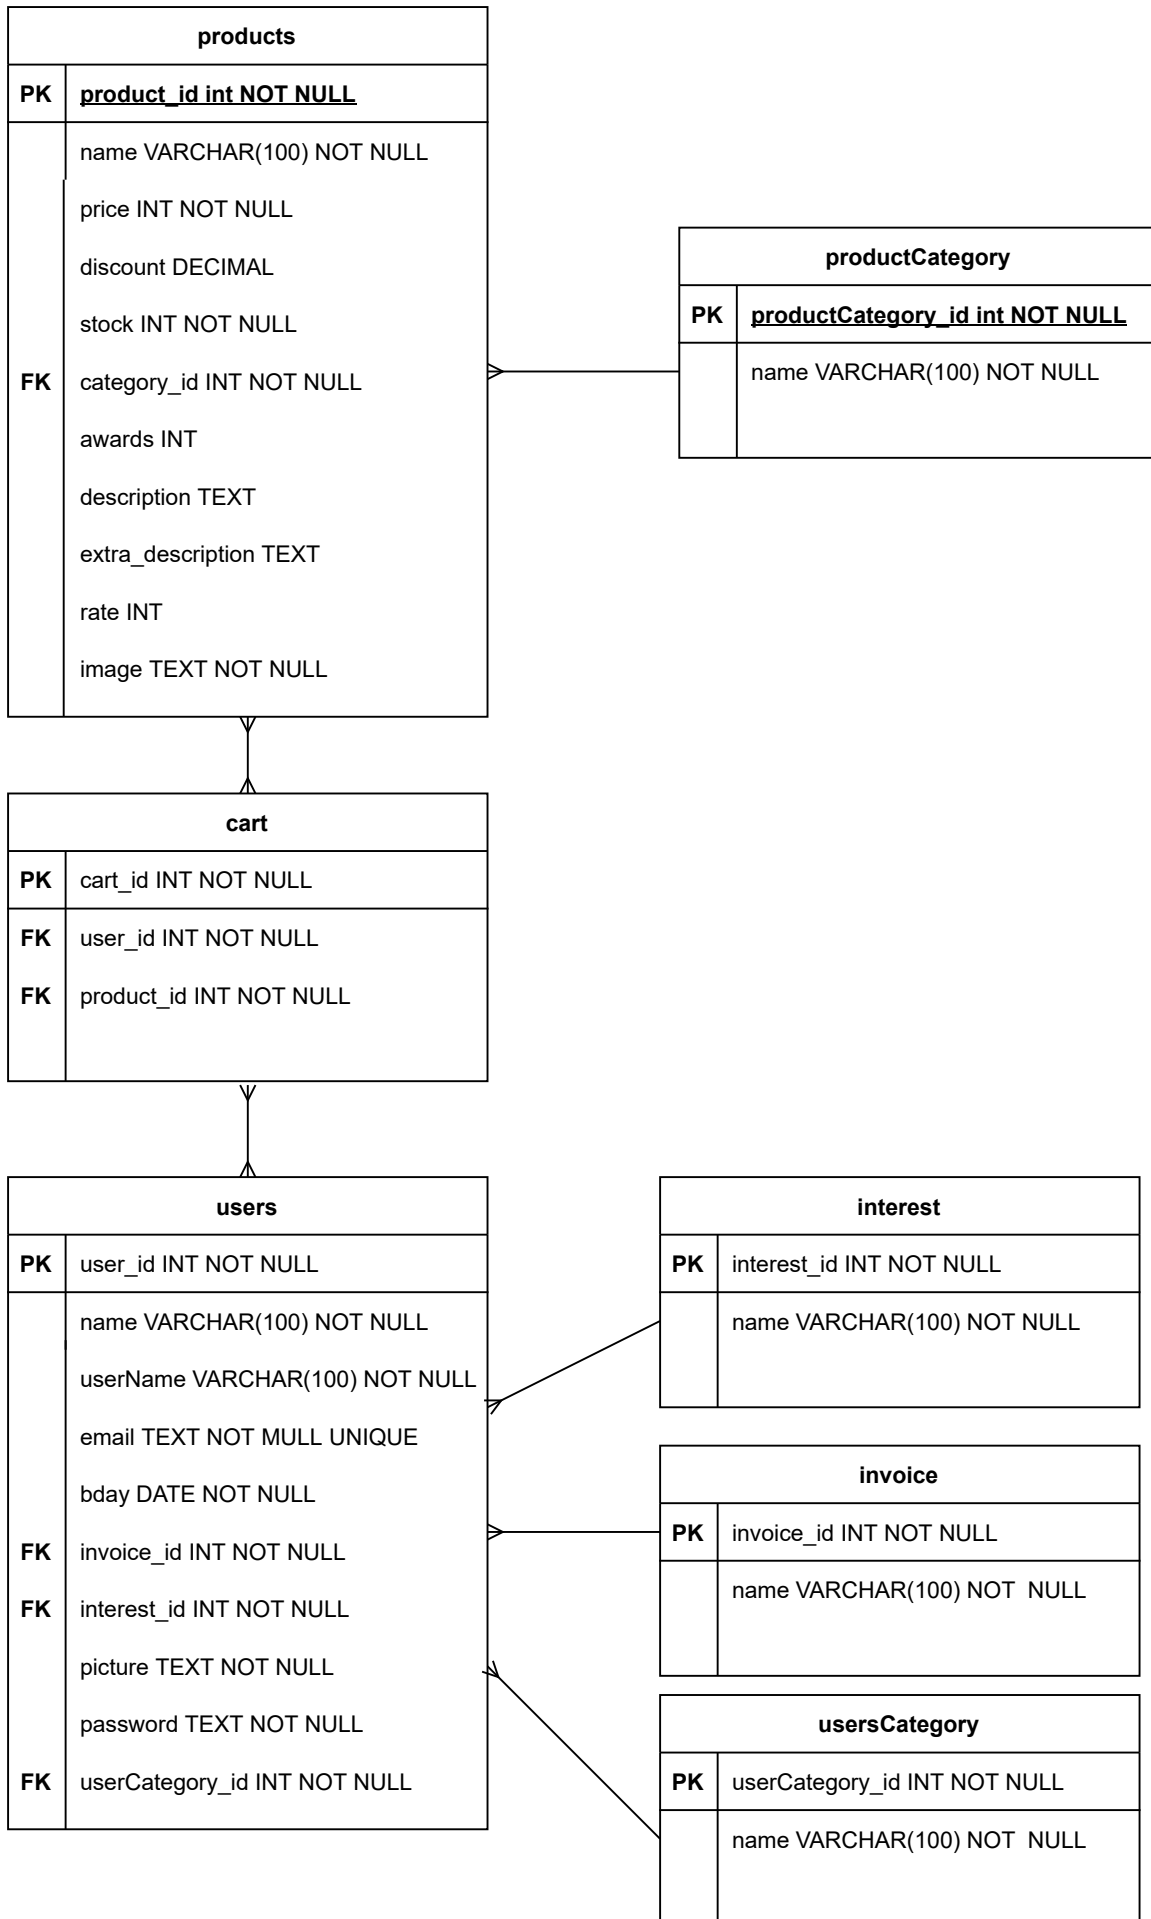 products
PK product_id int NOT NULL
name VARCHAR(100) NOT NULL
price INT NOT NULL
discount DECIMAL
stock INT NOT NULL
FK category_id INT NOT NULL
awards INT
description TEXT
extra_description TEXT
rate INT
image TEXT NOT NULL
productCategory
PK productCategory_id int NOT NULL
name VARCHAR(100) NOT NULL
cart
PK cart_id INT NOT NULL
FK user_id INT NOT NULL
FK product_id INT NOT NULL
users
PK user_id INT NOT NULL
name VARCHAR(100) NOT NULL
userName VARCHAR(100) NOT NULL
email TEXT NOT MULL UNIQUE
bday DATE NOT NULL
FK invoice_id INT NOT NULL
FK interest_id INT NOT NULL
picture TEXT NOT NULL
password TEXT NOT NULL
FK userCategory_id INT NOT NULL
interest
PK interest_id INT NOT NULL
name VARCHAR(100) NOT NULL
invoice
PK invoice_id INT NOT NULL
name VARCHAR(100) NOT  NULL
usersCategory
PK userCategory_id INT NOT NULL
name VARCHAR(100) NOT  NULL